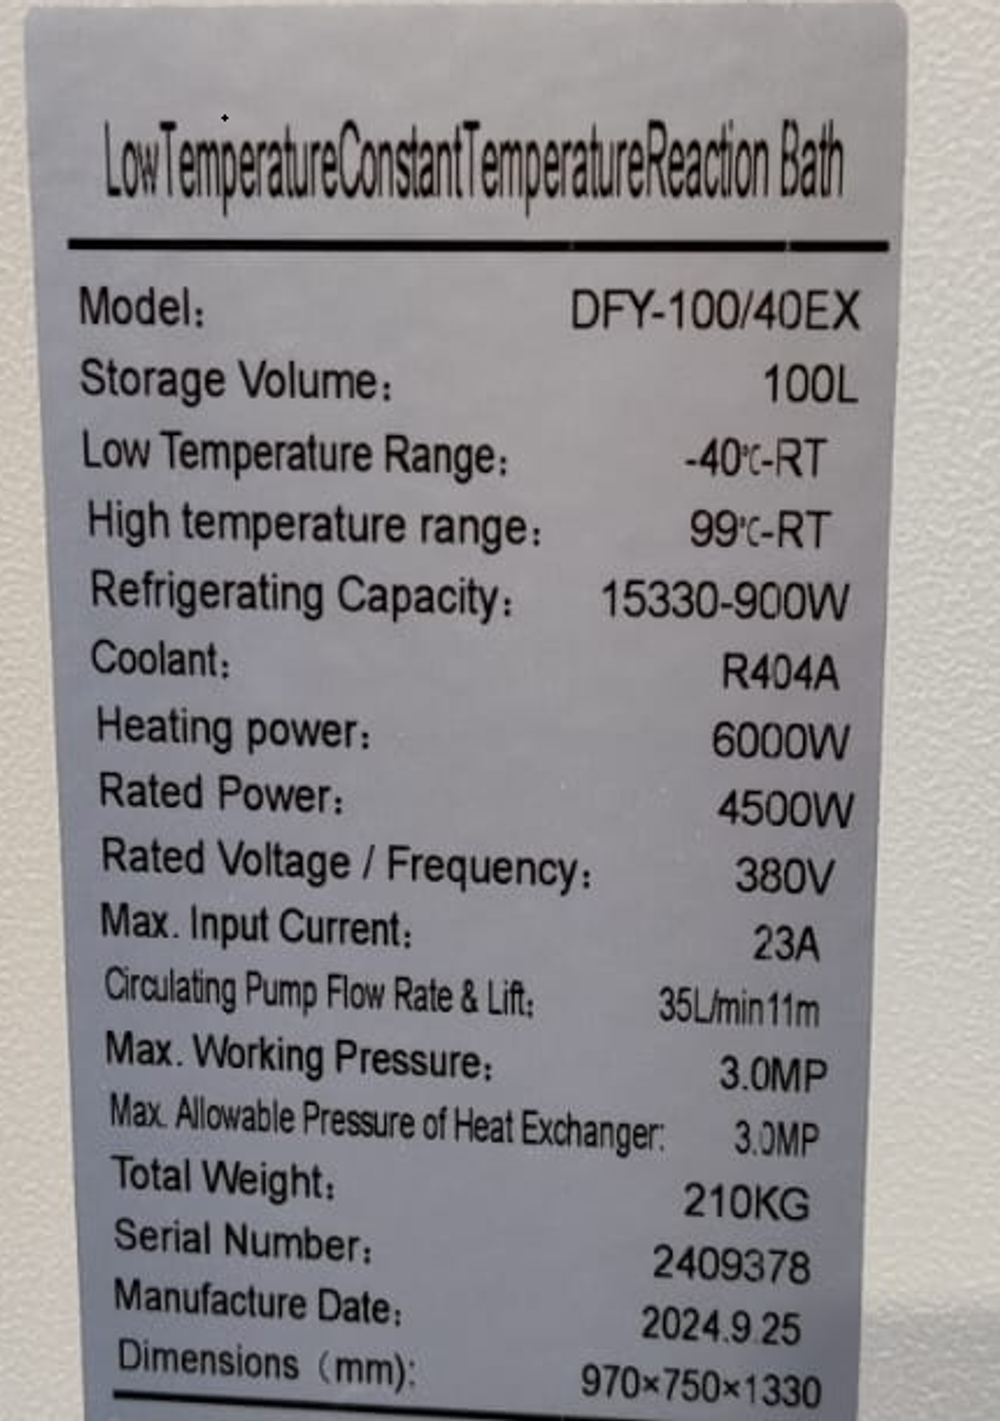 LowTemperatureConstantTemperatureReaction Bath
Model: DFY-100/40EX
Storage Volume: 100L
Low Temperature Range: -40℃-RT
High temperature range: 99℃-RT
Refrigerating Capacity: 15330-900W
Coolant: R404A
Heating power: 6000W
Rated Power: 4500W
Rated Voltage / Frequency: 380V
Max. Input Current: 23A
Circulating Pump Flow Rate & Lift: 35L/min11m
Max. Working Pressure: 3.0MP
Max. Allowable Pressure of Heat Exchanger: 3.0MP
Total Weight: 210KG
Serial Number: 2409378
Manufacture Date: 2024.9.25
Dimensions（mm): 970×750×1330